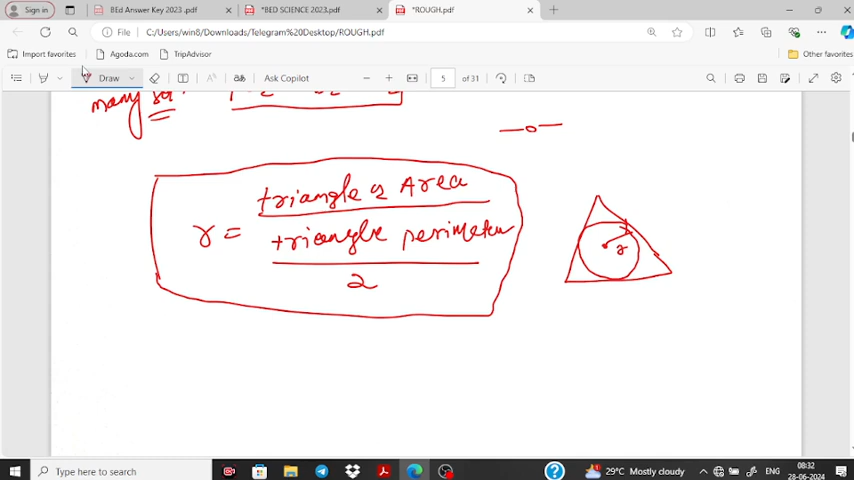 Sign in
BEd Answer Key 2023 .pdf
*BED SCIENCE 2023.pdf
*ROUGH.pdf
File
C:/Users/win8/Downloads/Telegram%20Desktop/ROUGH.pdf
Import favorites
Agoda.com
TripAdvisor
Other favorites
Draw
Ask Copilot
5 of 31
many
r = triangle's Area
triangle perimeter
2
r
Type here to search
29°C Mostly cloudy
ENG
08:32
28-06-2024